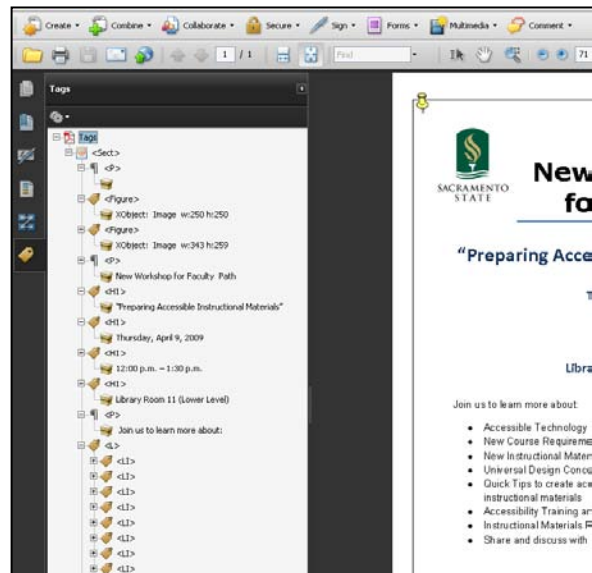 Create Combine Collaborate Secure Sign Forms Multimedia Comment
1 / 1 Find 71
Tags
Tags
<Sect>
<P>
<Figure>
XObject: Image w:250 h:250
<Figure>
XObject: Image w:343 h:259
<P>
New Workshop for Faculty Path
<H1>
"Preparing Accessible Instructional Materials"
<H1>
Thursday, April 9, 2009
<H1>
12:00 p.m. – 1:30 p.m.
<H1>
Library Room 11 (Lower Level)
<P>
Join us to learn more about:
<L>
<LI>
<LI>
<LI>
<LI>
<LI>
<LI>
<LI>
<LI>
SACRAMENTO
STATE
New
fo
"Preparing Acce
T
Libra
Join us to learn more about:
• Accessible Technology
• New Course Requireme
• New Instructional Mater
• Universal Design Conce
• Quick Tips to create acc
instructional materials
• Accessibility Training an
• Instructional Materials
• Share and discuss with